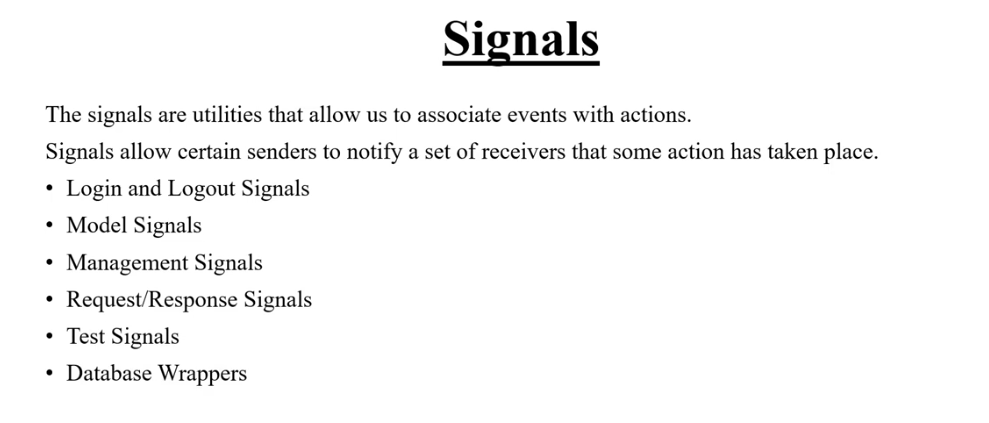 Signals
The signals are utilities that allow us to associate events with actions.
Signals allow certain senders to notify a set of receivers that some action has taken place.
• Login and Logout Signals
• Model Signals
• Management Signals
• Request/Response Signals
• Test Signals
• Database Wrappers